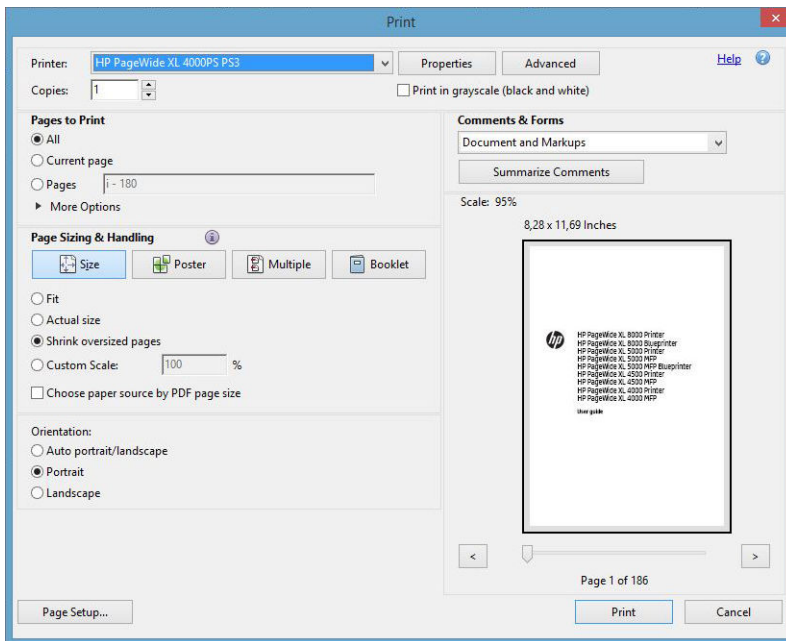 Print
Printer: HP PageWide XL 4000PS PS3 Properties Advanced Help
Copies: 1 Print in grayscale (black and white)
Pages to Print
All
Current page
Pages i - 180
More Options
Page Sizing & Handling
Size Poster Multiple Booklet
Fit
Actual size
Shrink oversized pages
Custom Scale: 100 %
Choose paper source by PDF page size
Orientation:
Auto portrait/landscape
Portrait
Landscape
Comments & Forms
Document and Markups
Summarize Comments
Scale: 95%
8,28 x 11,69 Inches
hp
HP PageWide XL 8000 Printer
HP PageWide XL 8000 Blueprinter
HP PageWide XL 5000 Printer
HP PageWide XL 5000 MFP
HP PageWide XL 5000 MFP Blueprinter
HP PageWide XL 4500 Printer
HP PageWide XL 4500 MFP
HP PageWide XL 4000 Printer
HP PageWide XL 4000 MFP
User guide
< >
Page 1 of 186
Page Setup... Print Cancel